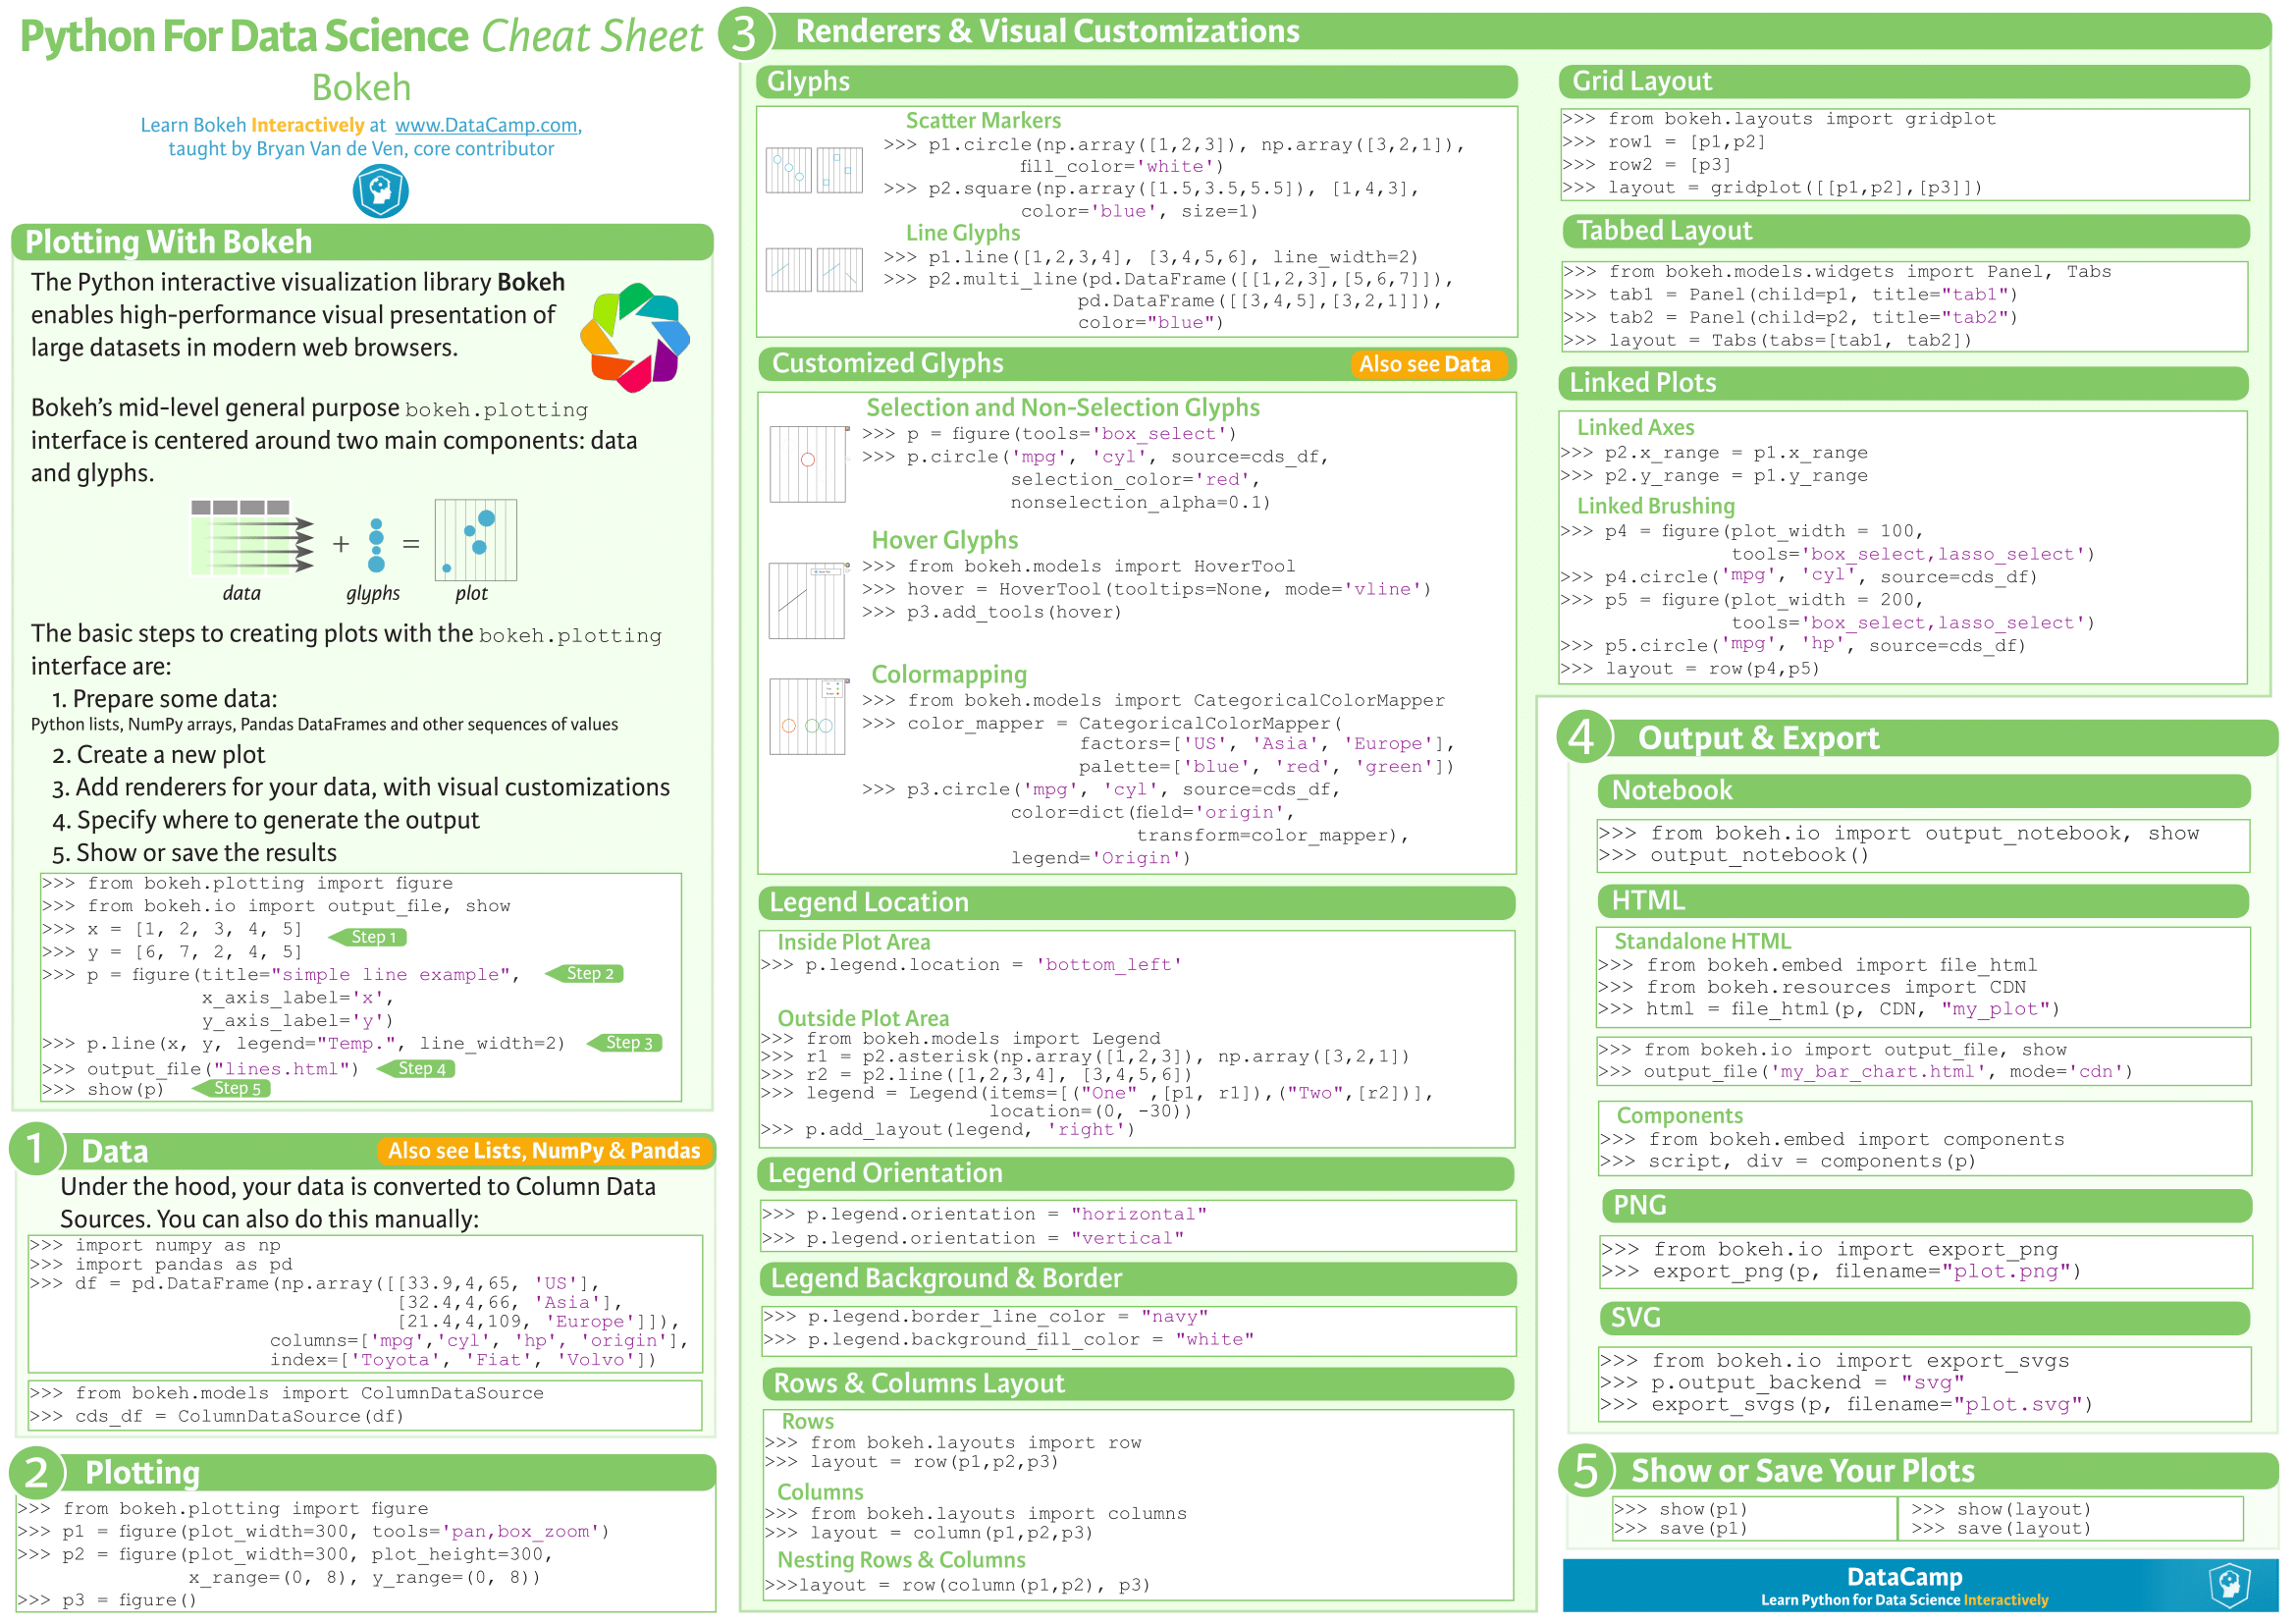 Python For Data Science Cheat Sheet
Bokeh
Learn Bokeh Interactively at www.DataCamp.com,
taught by Bryan Van de Ven, core contributor
Plotting With Bokeh
The Python interactive visualization library Bokeh
enables high-performance visual presentation of
large datasets in modern web browsers.
Bokeh's mid-level general purpose bokeh.plotting
interface is centered around two main components: data
and glyphs.
+ =
data glyphs plot
The basic steps to creating plots with the bokeh.plotting
interface are:
1. Prepare some data:
Python lists, NumPy arrays, Pandas DataFrames and other sequences of values
2. Create a new plot
3. Add renderers for your data, with visual customizations
4. Specify where to generate the output
5. Show or save the results
>>> from bokeh.plotting import figure
>>> from bokeh.io import output_file, show
>>> x = [1, 2, 3, 4, 5]
Step 1
>>> y = [6, 7, 2, 4, 5]
>>> p = figure(title="simple line example", Step 2
x_axis_label='x',
y_axis_label='y')
>>> p.line(x, y, legend="Temp.", line_width=2) Step 3
>>> output_file("lines.html") Step 4
>>> show(p) Step 5
1 Data Also see Lists, NumPy & Pandas
Under the hood, your data is converted to Column Data
Sources. You can also do this manually:
>>> import numpy as np
>>> import pandas as pd
>>> df = pd.DataFrame(np.array([[33.9,4,65, 'US'],
[32.4,4,66, 'Asia'],
[21.4,4,109, 'Europe']]),
columns=['mpg','cyl', 'hp', 'origin'],
index=['Toyota', 'Fiat', 'Volvo'])
>>> from bokeh.models import ColumnDataSource
>>> cds_df = ColumnDataSource(df)
2 Plotting
>>> from bokeh.plotting import figure
>>> p1 = figure(plot_width=300, tools='pan,box_zoom')
>>> p2 = figure(plot_width=300, plot_height=300,
x_range=(0, 8), y_range=(0, 8))
>>> p3 = figure()
3 Renderers & Visual Customizations
Glyphs
Scatter Markers
>>> p1.circle(np.array([1,2,3]), np.array([3,2,1]),
fill_color='white')
>>> p2.square(np.array([1.5,3.5,5.5]), [1,4,3],
color='blue', size=1)
Line Glyphs
>>> p1.line([1,2,3,4], [3,4,5,6], line_width=2)
>>> p2.multi_line(pd.DataFrame([[1,2,3],[5,6,7]]),
pd.DataFrame([[3,4,5],[3,2,1]]),
color="blue")
Customized Glyphs Also see Data
Selection and Non-Selection Glyphs
>>> p = figure(tools='box_select')
>>> p.circle('mpg', 'cyl', source=cds_df,
selection_color='red',
nonselection_alpha=0.1)
Hover Glyphs
>>> from bokeh.models import HoverTool
>>> hover = HoverTool(tooltips=None, mode='vline')
>>> p3.add_tools(hover)
Colormapping
>>> from bokeh.models import CategoricalColorMapper
>>> color_mapper = CategoricalColorMapper(
factors=['US', 'Asia', 'Europe'],
palette=['blue', 'red', 'green'])
>>> p3.circle('mpg', 'cyl', source=cds_df,
color=dict(field='origin',
transform=color_mapper),
legend='Origin')
Legend Location
Inside Plot Area
>>> p.legend.location = 'bottom_left'
Outside Plot Area
>>> from bokeh.models import Legend
>>> r1 = p2.asterisk(np.array([1,2,3]), np.array([3,2,1])
>>> r2 = p2.line([1,2,3,4], [3,4,5,6])
>>> legend = Legend(items=[("One" ,[p1, r1]),("Two",[r2])],
location=(0, -30))
>>> p.add_layout(legend, 'right')
Legend Orientation
>>> p.legend.orientation = "horizontal"
>>> p.legend.orientation = "vertical"
Legend Background & Border
>>> p.legend.border_line_color = "navy"
>>> p.legend.background_fill_color = "white"
Rows & Columns Layout
Rows
>>> from bokeh.layouts import row
>>> layout = row(p1,p2,p3)
Columns
>>> from bokeh.layouts import columns
>>> layout = column(p1,p2,p3)
Nesting Rows & Columns
>>>layout = row(column(p1,p2), p3)
Grid Layout
>>> from bokeh.layouts import gridplot
>>> row1 = [p1,p2]
>>> row2 = [p3]
>>> layout = gridplot([[p1,p2],[p3]])
Tabbed Layout
>>> from bokeh.models.widgets import Panel, Tabs
>>> tab1 = Panel(child=p1, title="tab1")
>>> tab2 = Panel(child=p2, title="tab2")
>>> layout = Tabs(tabs=[tab1, tab2])
Linked Plots
Linked Axes
>>> p2.x_range = p1.x_range
>>> p2.y_range = p1.y_range
Linked Brushing
>>> p4 = figure(plot_width = 100,
tools='box_select,lasso_select')
>>> p4.circle('mpg', 'cyl', source=cds_df)
>>> p5 = figure(plot_width = 200,
tools='box_select,lasso_select')
>>> p5.circle('mpg', 'hp', source=cds_df)
>>> layout = row(p4,p5)
4 Output & Export
Notebook
>>> from bokeh.io import output_notebook, show
>>> output_notebook()
HTML
Standalone HTML
>>> from bokeh.embed import file_html
>>> from bokeh.resources import CDN
>>> html = file_html(p, CDN, "my_plot")
>>> from bokeh.io import output_file, show
>>> output_file('my_bar_chart.html', mode='cdn')
Components
>>> from bokeh.embed import components
>>> script, div = components(p)
PNG
>>> from bokeh.io import export_png
>>> export_png(p, filename="plot.png")
SVG
>>> from bokeh.io import export_svgs
>>> p.output_backend = "svg"
>>> export_svgs(p, filename="plot.svg")
5 Show or Save Your Plots
>>> show(p1) >>> show(layout)
>>> save(p1) >>> save(layout)
DataCamp
Learn Python for Data Science Interactively